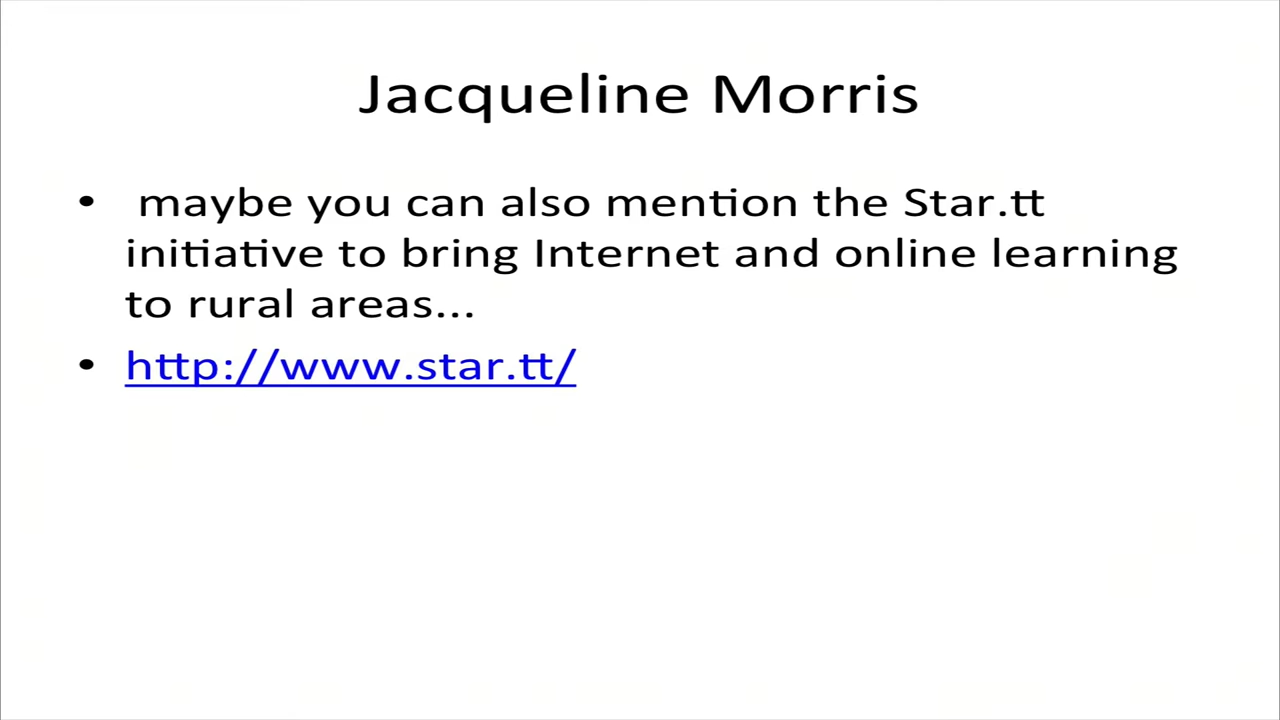 Jacqueline Morris
• maybe you can also mention the Star.tt
initiative to bring Internet and online learning
to rural areas...
• http://www.star.tt/